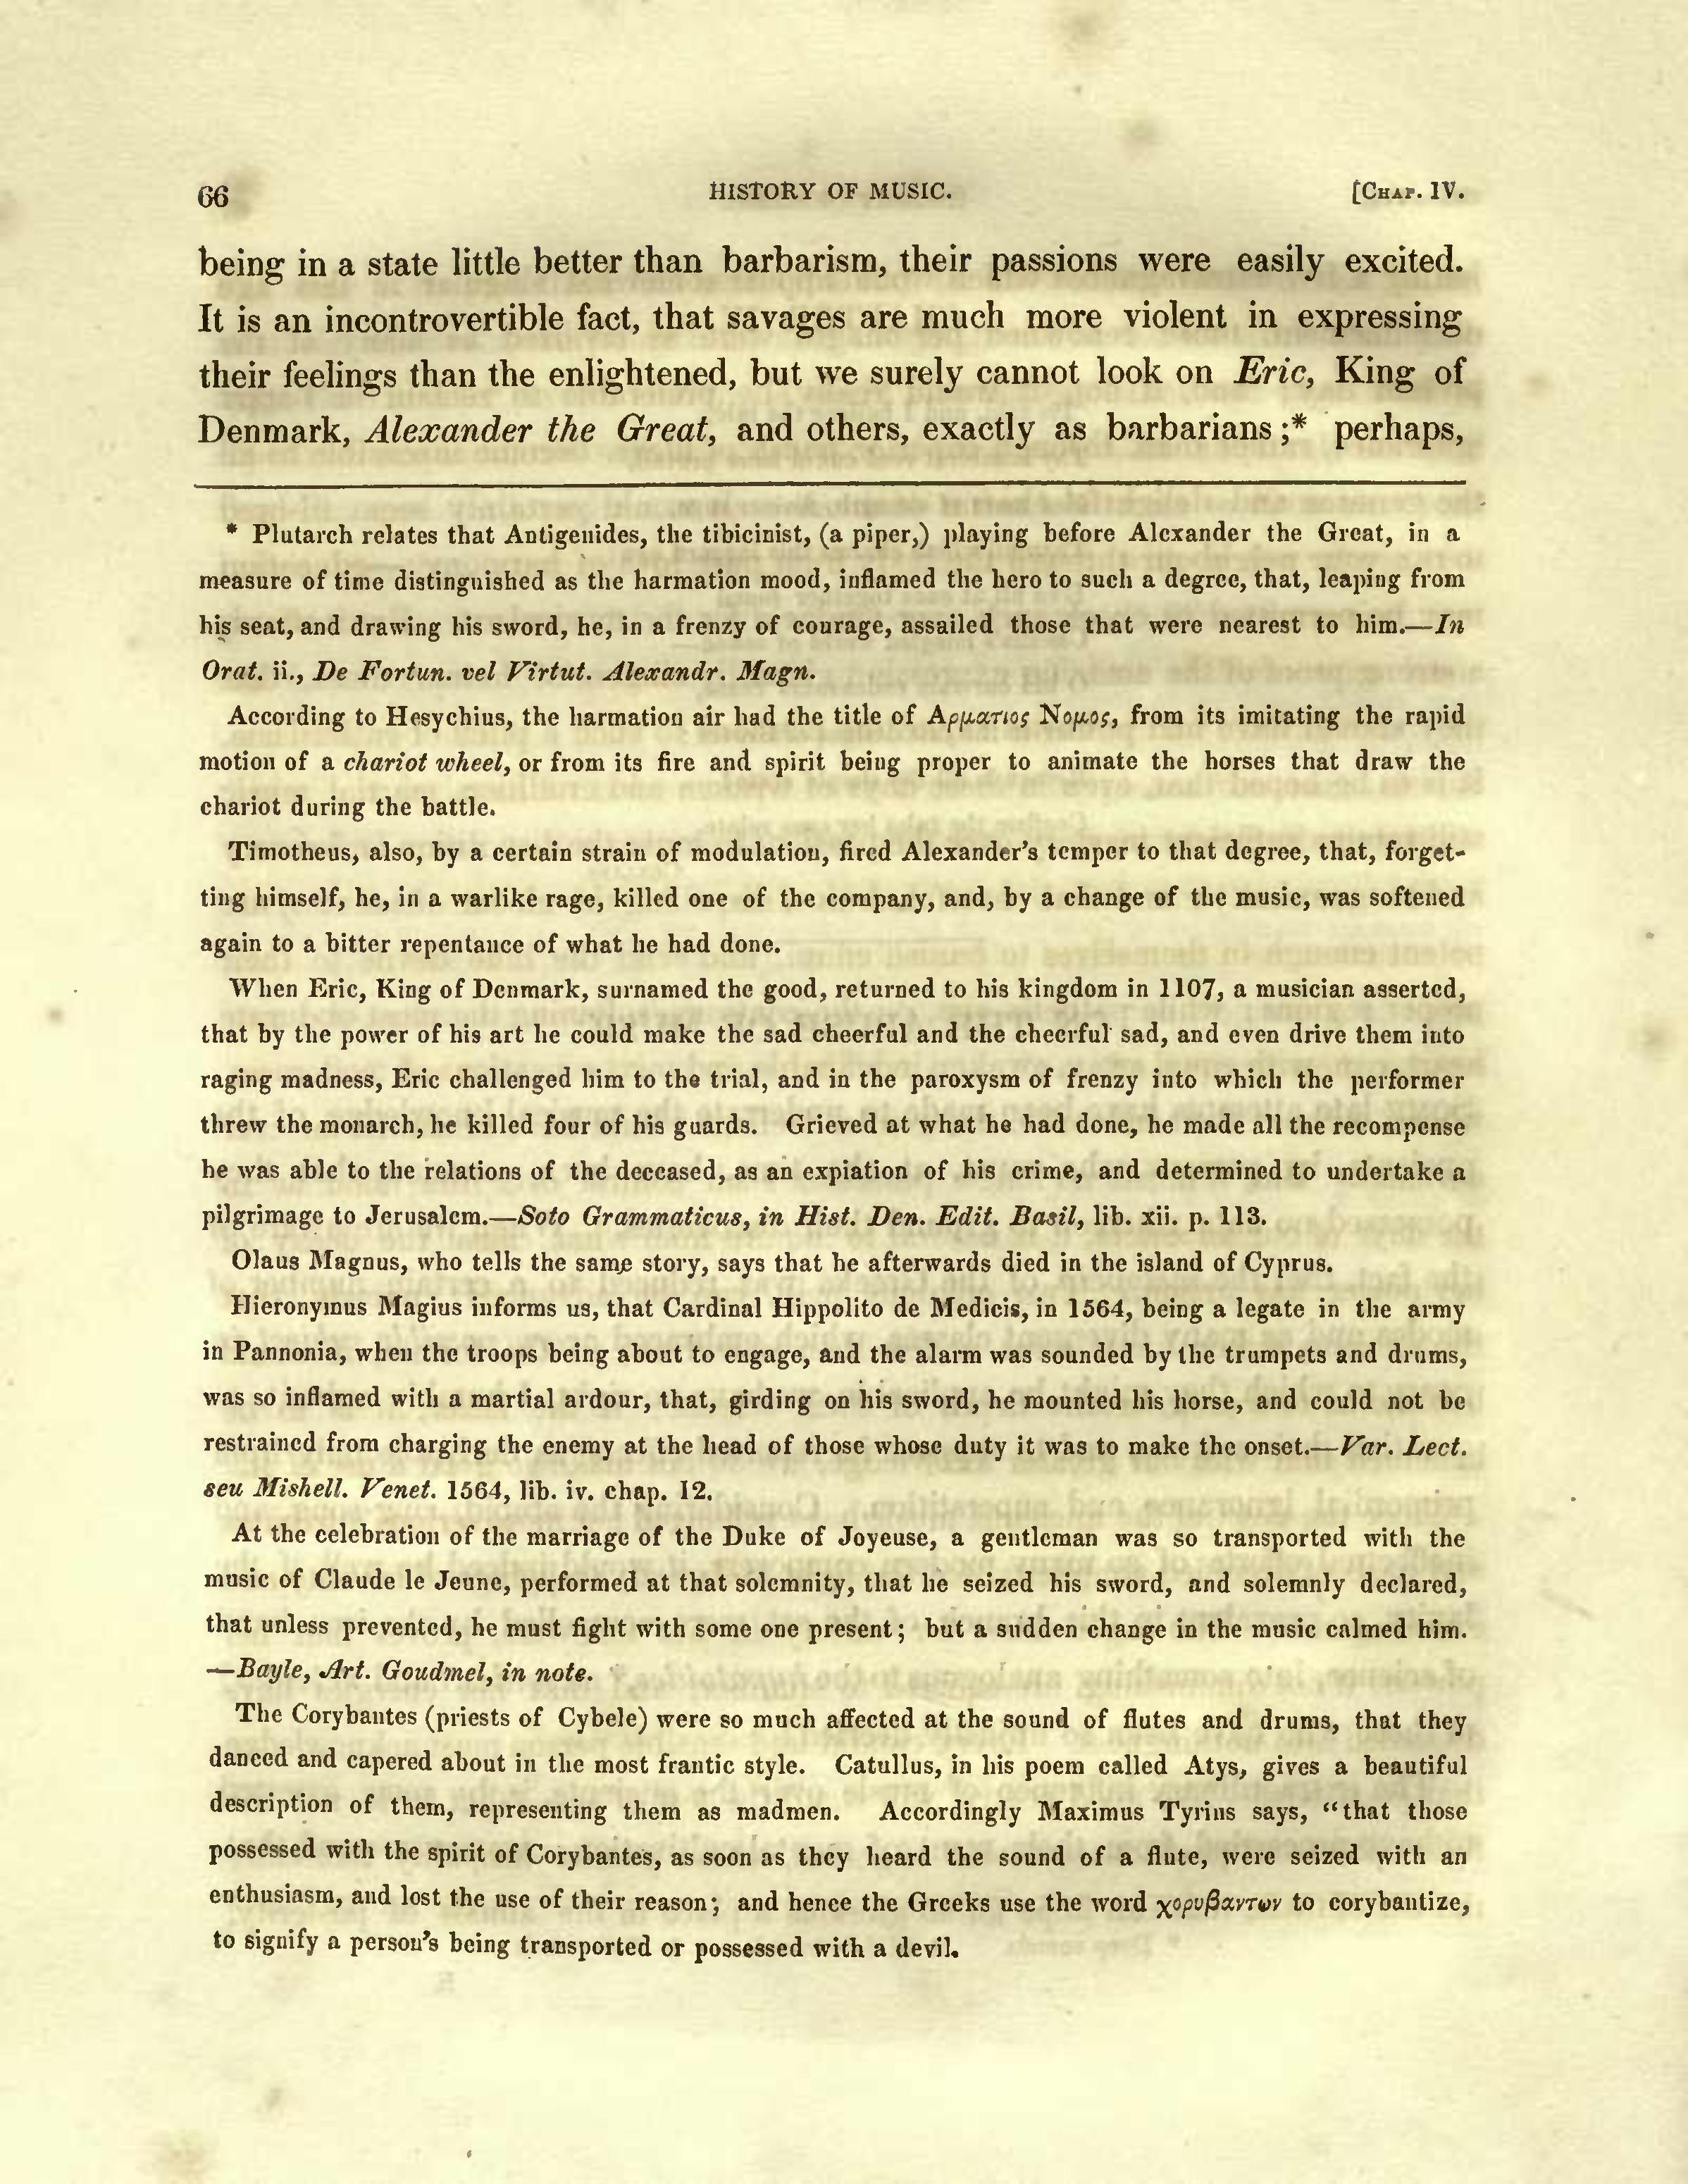 66 HISTORY OF MUSIC. [CHAP. IV.
being in a state little better than barbarism, their passions were easily excited.
It is an incontrovertible fact, that savages are much more violent in expressing
their feelings than the enlightened, but we surely cannot look on Eric, King of
Denmark, Alexander the Great, and others, exactly as barbarians;* perhaps,
* Plutarch relates that Antigenides, the tibicinist, (a piper,) playing before Alexander the Great, in a
measure of time distinguished as the harmation mood, inflamed the hero to such a degree, that, leaping from
his seat, and drawing his sword, he, in a frenzy of courage, assailed those that were nearest to him.—In
Orat. ii., De Fortun. vel Virtut. Alexandr. Magn.
According to Hesychius, the harmation air had the title of Αρματιος Νομος, from its imitating the rapid
motion of a chariot wheel, or from its fire and spirit being proper to animate the horses that draw the
chariot during the battle.
Timotheus, also, by a certain strain of modulation, fired Alexander's temper to that degree, that, forget-
ting himself, he, in a warlike rage, killed one of the company, and, by a change of the music, was softened
again to a bitter repentance of what he had done.
When Eric, King of Denmark, surnamed the good, returned to his kingdom in 1107, a musician asserted,
that by the power of his art he could make the sad cheerful and the cheerful sad, and even drive them into
raging madness, Eric challenged him to the trial, and in the paroxysm of frenzy into which the performer
threw the monarch, he killed four of his guards. Grieved at what he had done, he made all the recompense
he was able to the relations of the deceased, as an expiation of his crime, and determined to undertake a
pilgrimage to Jerusalem.—Soto Grammaticus, in Hist. Den. Edit. Basil, lib. xii. p. 113.
Olaus Magnus, who tells the same story, says that he afterwards died in the island of Cyprus.
Hieronymus Magius informs us, that Cardinal Hippolito de Medicis, in 1564, being a legate in the army
in Pannonia, when the troops being about to engage, and the alarm was sounded by the trumpets and drums,
was so inflamed with a martial ardour, that, girding on his sword, he mounted his horse, and could not be
restrained from charging the enemy at the head of those whose duty it was to make the onset.—Var. Lect.
seu Mishell. Venet. 1564, lib. iv. chap. 12.
At the celebration of the marriage of the Duke of Joyeuse, a gentleman was so transported with the
music of Claude le Jeune, performed at that solemnity, that he seized his sword, and solemnly declared,
that unless prevented, he must fight with some one present; but a sudden change in the music calmed him.
—Bayle, Art. Goudmel, in note.
The Corybantes (priests of Cybele) were so much affected at the sound of flutes and drums, that they
danced and capered about in the most frantic style. Catullus, in his poem called Atys, gives a beautiful
description of them, representing them as madmen. Accordingly Maximus Tyrius says, "that those
possessed with the spirit of Corybantes, as soon as they heard the sound of a flute, were seized with an
enthusiasm, and lost the use of their reason; and hence the Greeks use the word χορυβαντων to corybantize,
to signify a person's being transported or possessed with a devil.